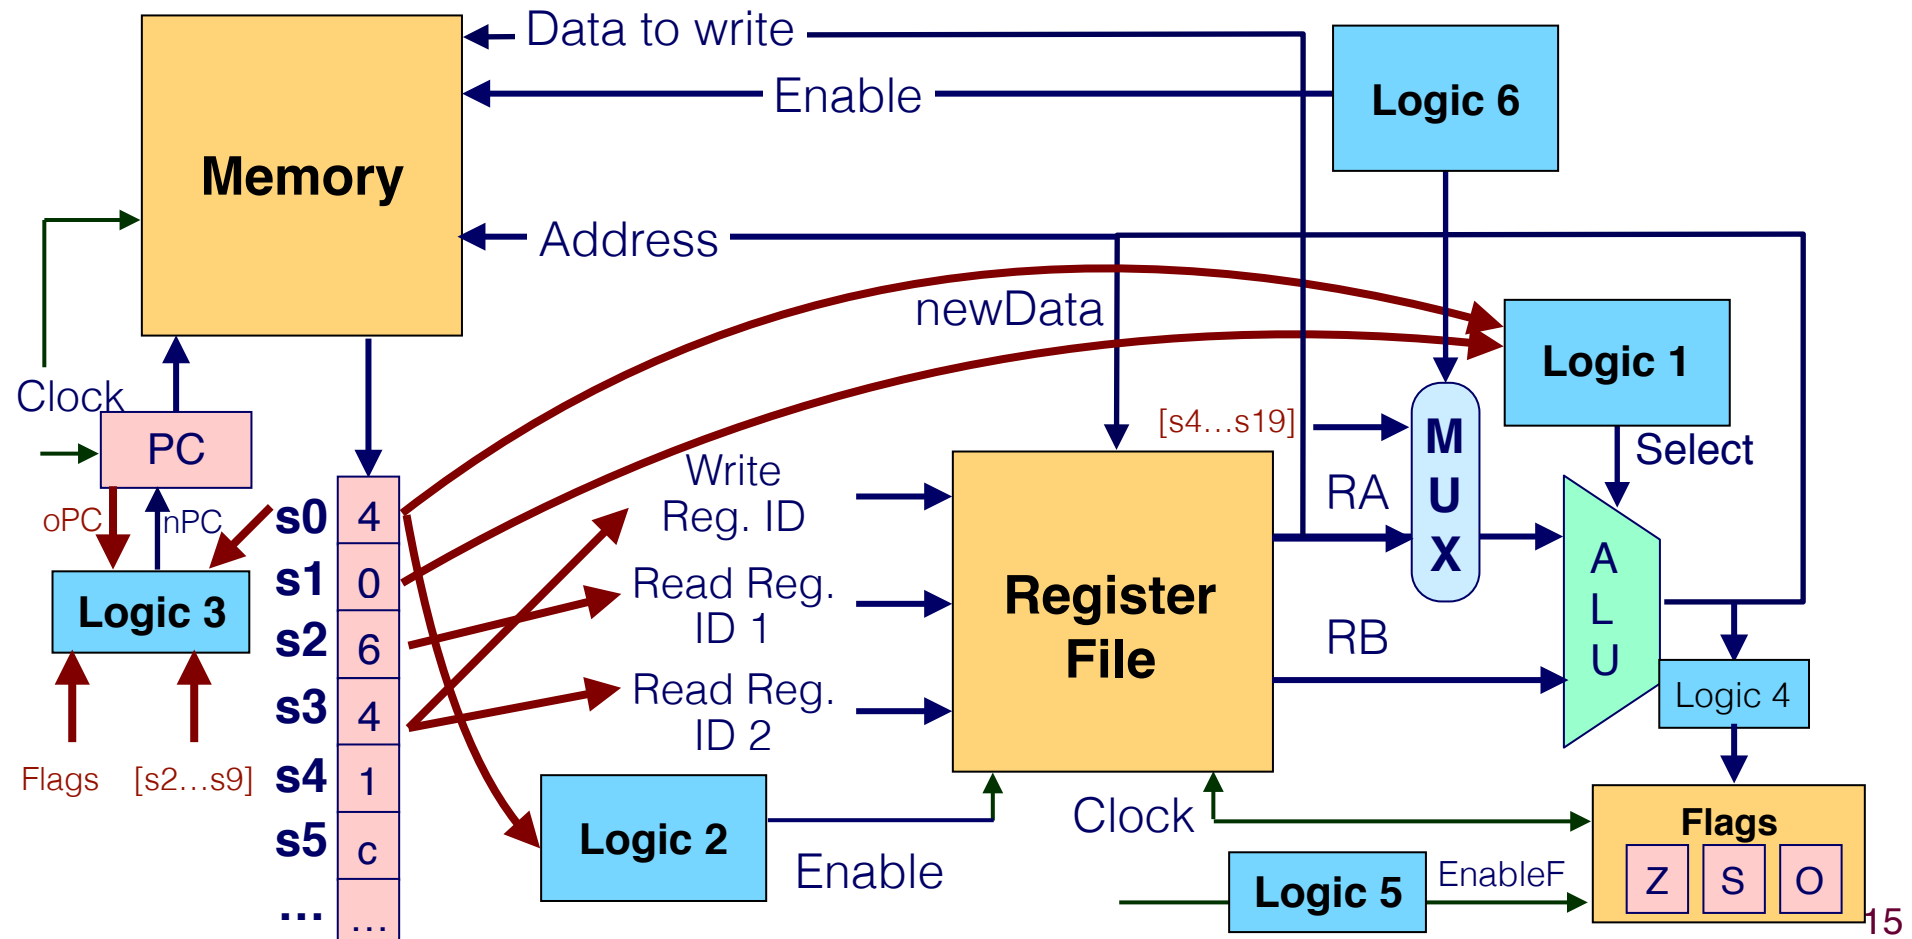 Data to write
Enable
Logic 6
Memory
Address
newData
Logic 1
Clock
PC
[s4...s19]
M
U
X
Select
Write
Reg. ID
RA
oPC
nPC
s0 4
s1 0
s2 6
s3 4
s4 1
s5 c
... ...
Logic 3
Read Reg.
ID 1
Register
File
A
L
U
RB
Read Reg.
ID 2
Logic 4
Flags
[s2...s9]
Logic 2
Enable
Clock
Flags
Z S O
Logic 5
EnableF
15